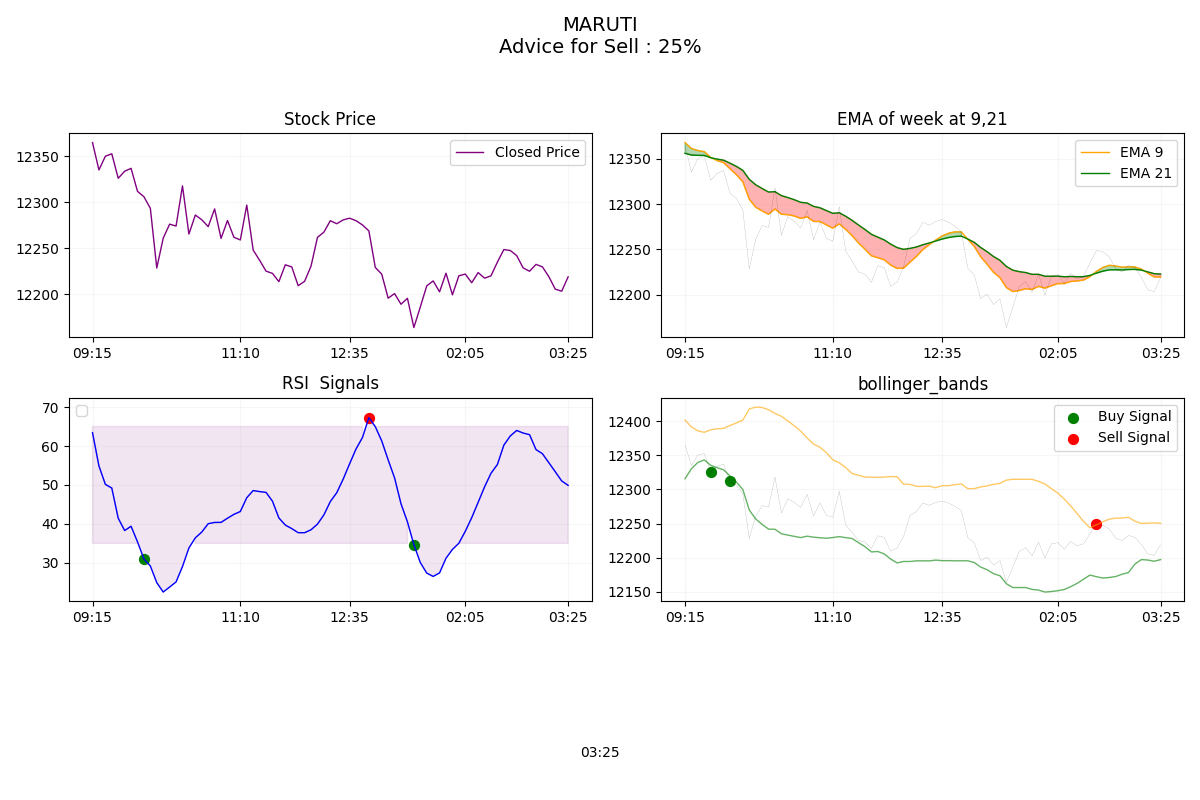 MARUTI
Advice for Sell : 25%
Stock Price
12350
12300
12250
12200
Closed Price
09:15 11:10 12:35 02:05 03:25
EMA of week at 9,21
12350
12300
12250
12200
EMA 9
EMA 21
09:15 11:10 12:35 02:05 03:25
RSI  Signals
70
60
50
40
30
09:15 11:10 12:35 02:05 03:25
bollinger_bands
12400
12350
12300
12250
12200
12150
Buy Signal
Sell Signal
09:15 11:10 12:35 02:05 03:25
03:25